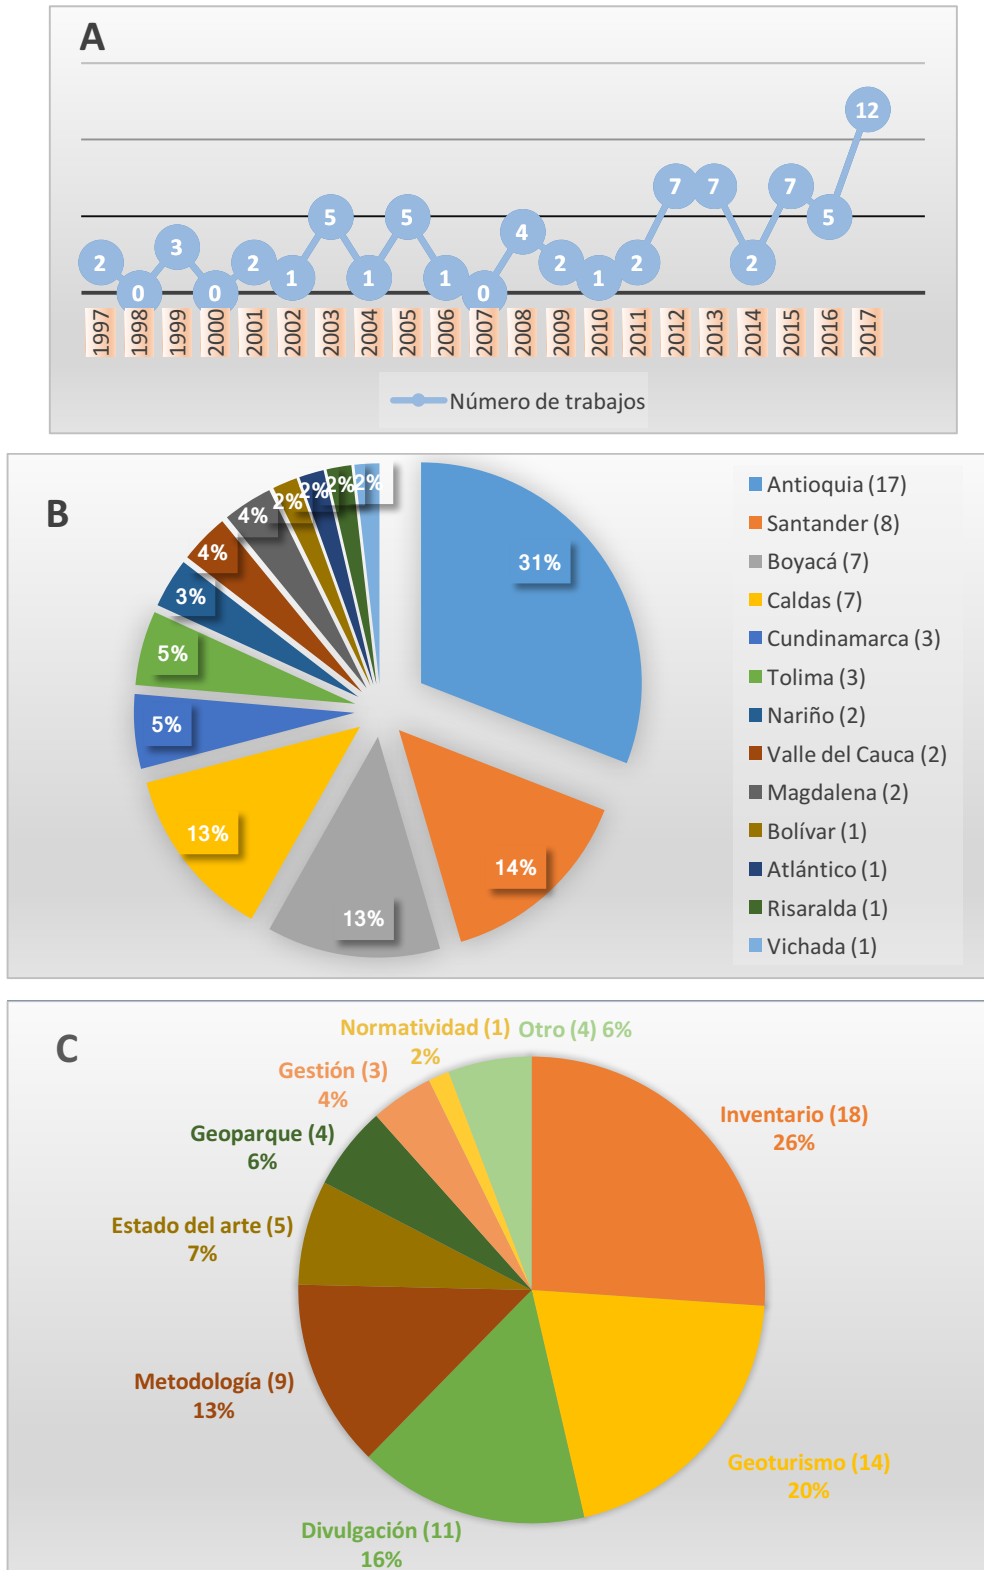 A
2
0
3
0
2
1
5
1
5
1
0
4
2
1
2
7
7
2
7
5
12
1997
1998
1999
2000
2001
2002
2003
2004
2005
2006
2007
2008
2009
2010
2011
2012
2013
2014
2015
2016
2017
Número de trabajos
B
31%
14%
13%
13%
5%
5%
3%
4%
4%
2%
2%
2%
2%
Antioquia (17)
Santander (8)
Boyacá (7)
Caldas (7)
Cundinamarca (3)
Tolima (3)
Nariño (2)
Valle del Cauca (2)
Magdalena (2)
Bolívar (1)
Atlántico (1)
Risaralda (1)
Vichada (1)
C
Normatividad (1)
2%
Otro (4) 6%
Gestión (3)
4%
Geoparque (4)
6%
Estado del arte (5)
7%
Metodología (9)
13%
Divulgación (11)
16%
Geoturismo (14)
20%
Inventario (18)
26%